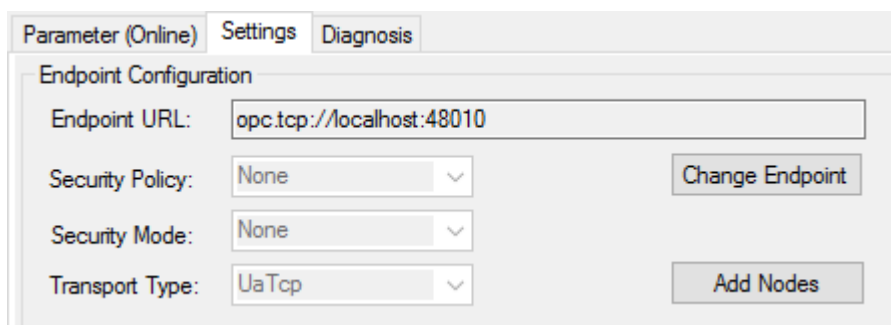 Parameter (Online) Settings Diagnosis
Endpoint Configuration
Endpoint URL: opc.tcp://localhost:48010
Security Policy: None Change Endpoint
Security Mode: None
Transport Type: UaTcp Add Nodes